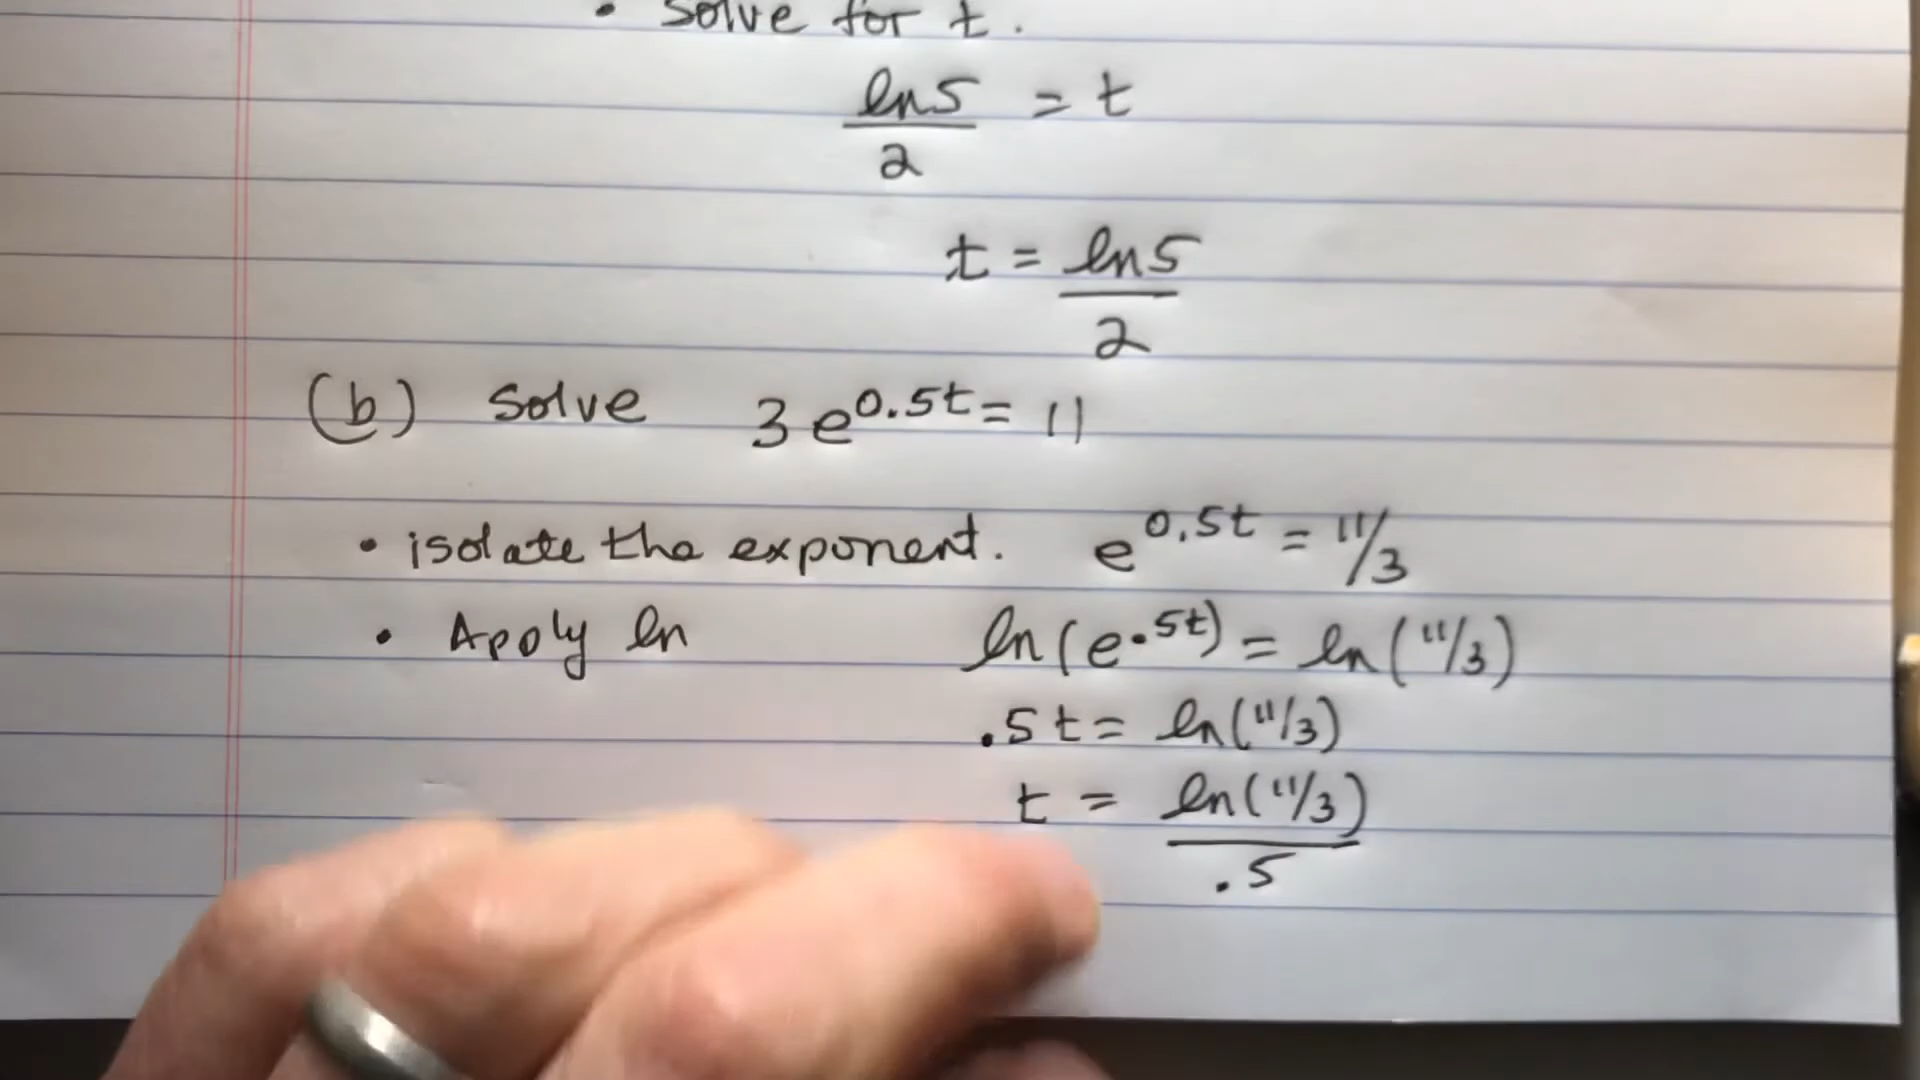 • Solve for t.
ln5/2 = t
t = ln5/2
(b) Solve 3e^0.5t = 11
• isolate the exponent. e^0.5t = 11/3
• Apply ln ln(e^.5t) = ln(11/3)
.5t = ln(11/3)
t = ln(11/3)/.5